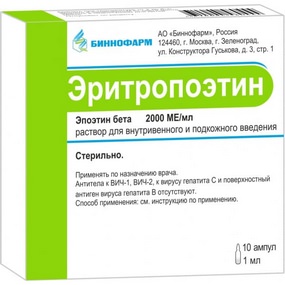 БИННОФАРМ
АО «Биннофарм», Россия
124460, г. Москва, г. Зеленоград,
ул. Конструктора Гуськова, д. 3, стр. 1
Эритропоэтин
Эпоэтин бета 2000 МЕ/мл
раствор для внутривенного и подкожного введения
Стерильно.
Применять по назначению врача.
Антитела к ВИЧ-1, ВИЧ-2, к вирусу гепатита С и поверхностный
антиген вируса гепатита В отсутствуют.
Способ применения: см. инструкцию по применению.
10 ампул
1 мл